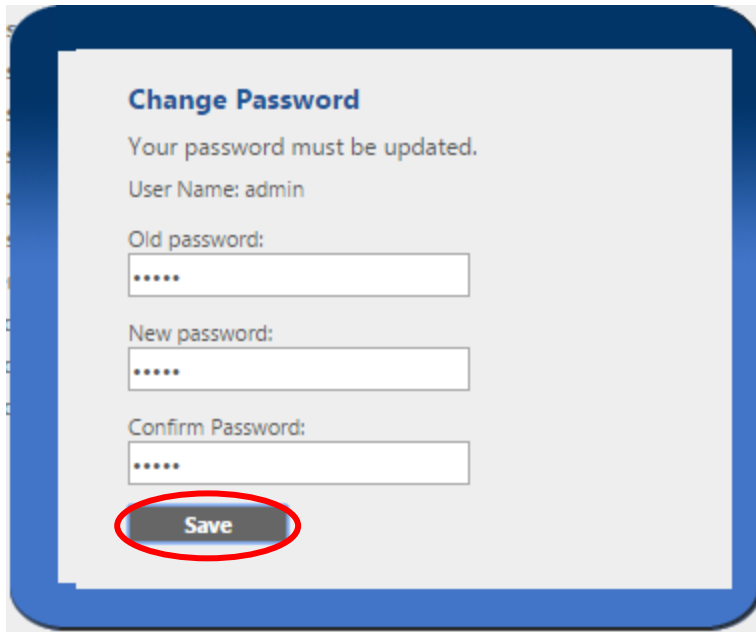 Change Password
Your password must be updated.
User Name: admin
Old password:
•••••
New password:
•••••
Confirm Password:
•••••
Save